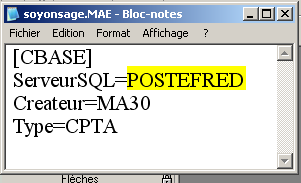 soyonsage.MAE - Bloc-notes
Fichier Edition Format Affichage ?
[CBASE]
ServeurSQL=POSTEFRED
Createur=MA30
Type=CPTA
Flèches